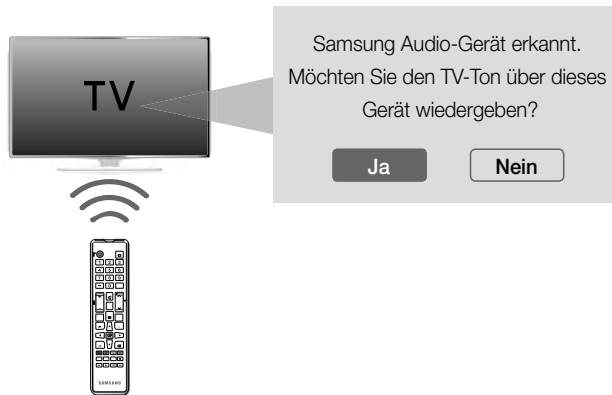 Samsung Audio-Gerät erkannt.
Möchten Sie den TV-Ton über dieses
Gerät wiedergeben?
Ja Nein
TV
SAMSUNG